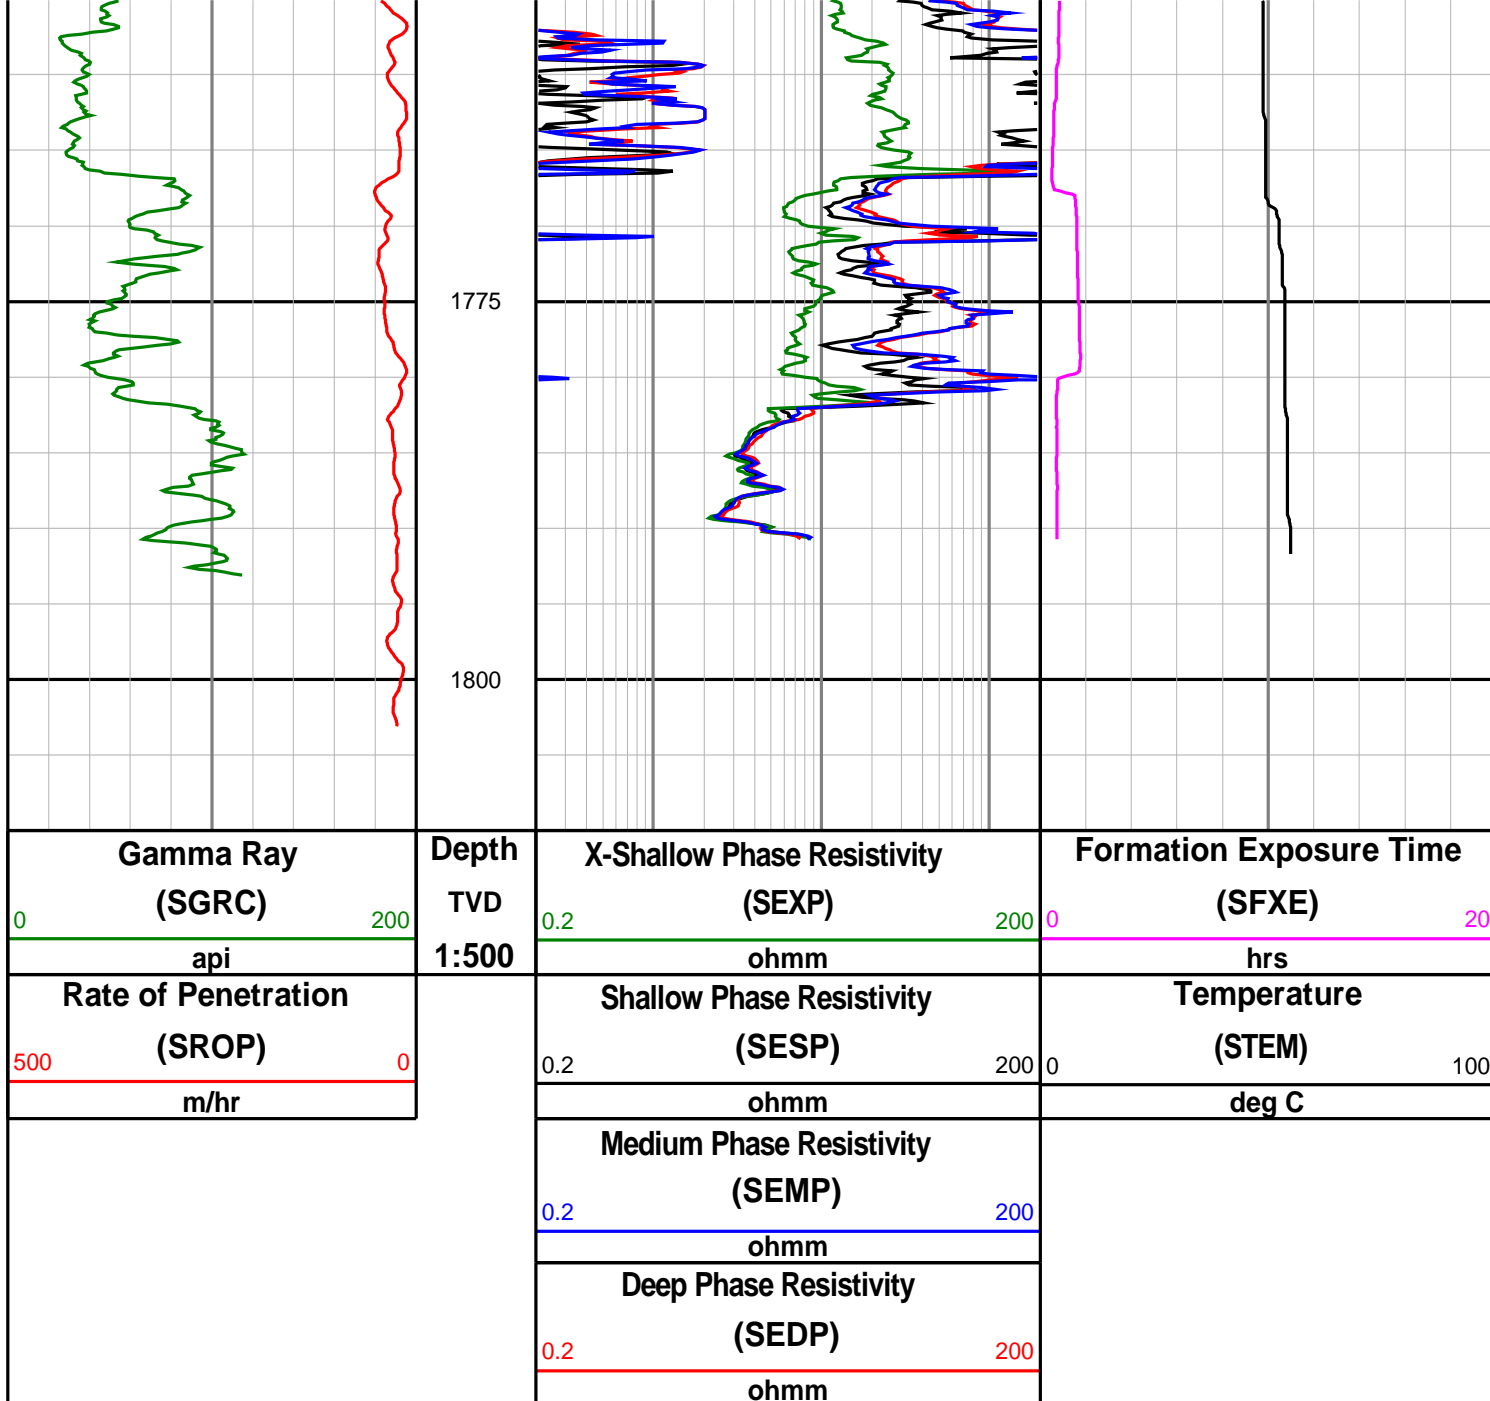 1775
1800
Gamma Ray
(SGRC)
0 200
api
Rate of Penetration
(SROP)
500 0
m/hr
Depth
TVD
1:500
X-Shallow Phase Resistivity
(SEXP)
0.2 200
ohmm
Shallow Phase Resistivity
(SESP)
0.2 200
ohmm
Medium Phase Resistivity
(SEMP)
0.2 200
ohmm
Deep Phase Resistivity
(SEDP)
0.2 200
ohmm
Formation Exposure Time
(SFXE)
0 20
hrs
Temperature
(STEM)
0 100
deg C